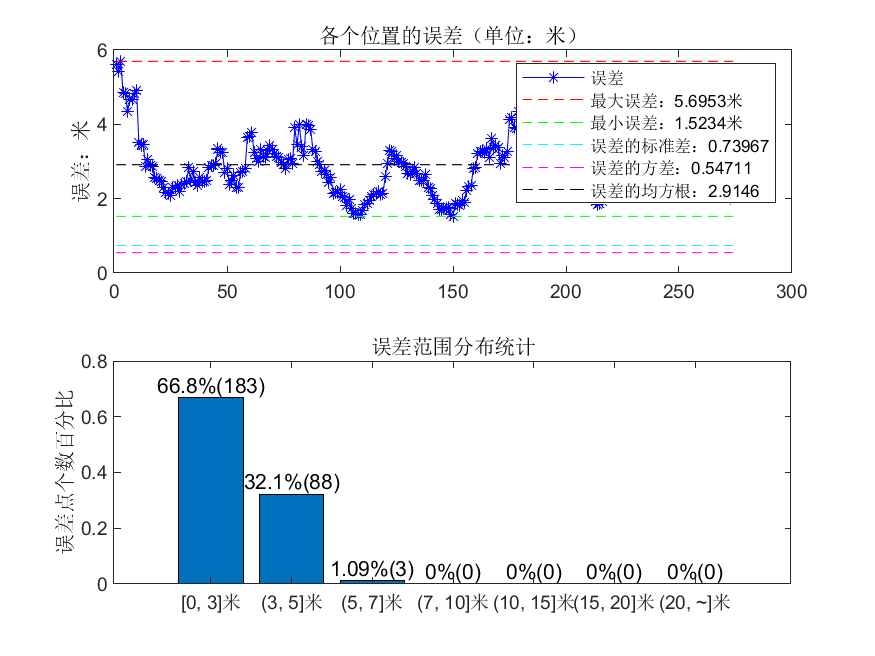 各个位置的误差（单位：米）
误差：米
6
4
2
0
0 50 100 150 200 250 300
误差
最大误差：5.6953米
最小误差：1.5234米
误差的标准差：0.73967
误差的方差：0.54711
误差的均方根：2.9146
误差范围分布统计
误差点个数百分比
0.8
0.6
0.4
0.2
0
66.8%(183)
32.1%(88)
1.09%(3) 0%(0) 0%(0) 0%(0) 0%(0)
[0, 3]米 (3, 5]米 (5, 7]米 (7, 10]米 (10, 15]米(15, 20]米 (20, ~]米